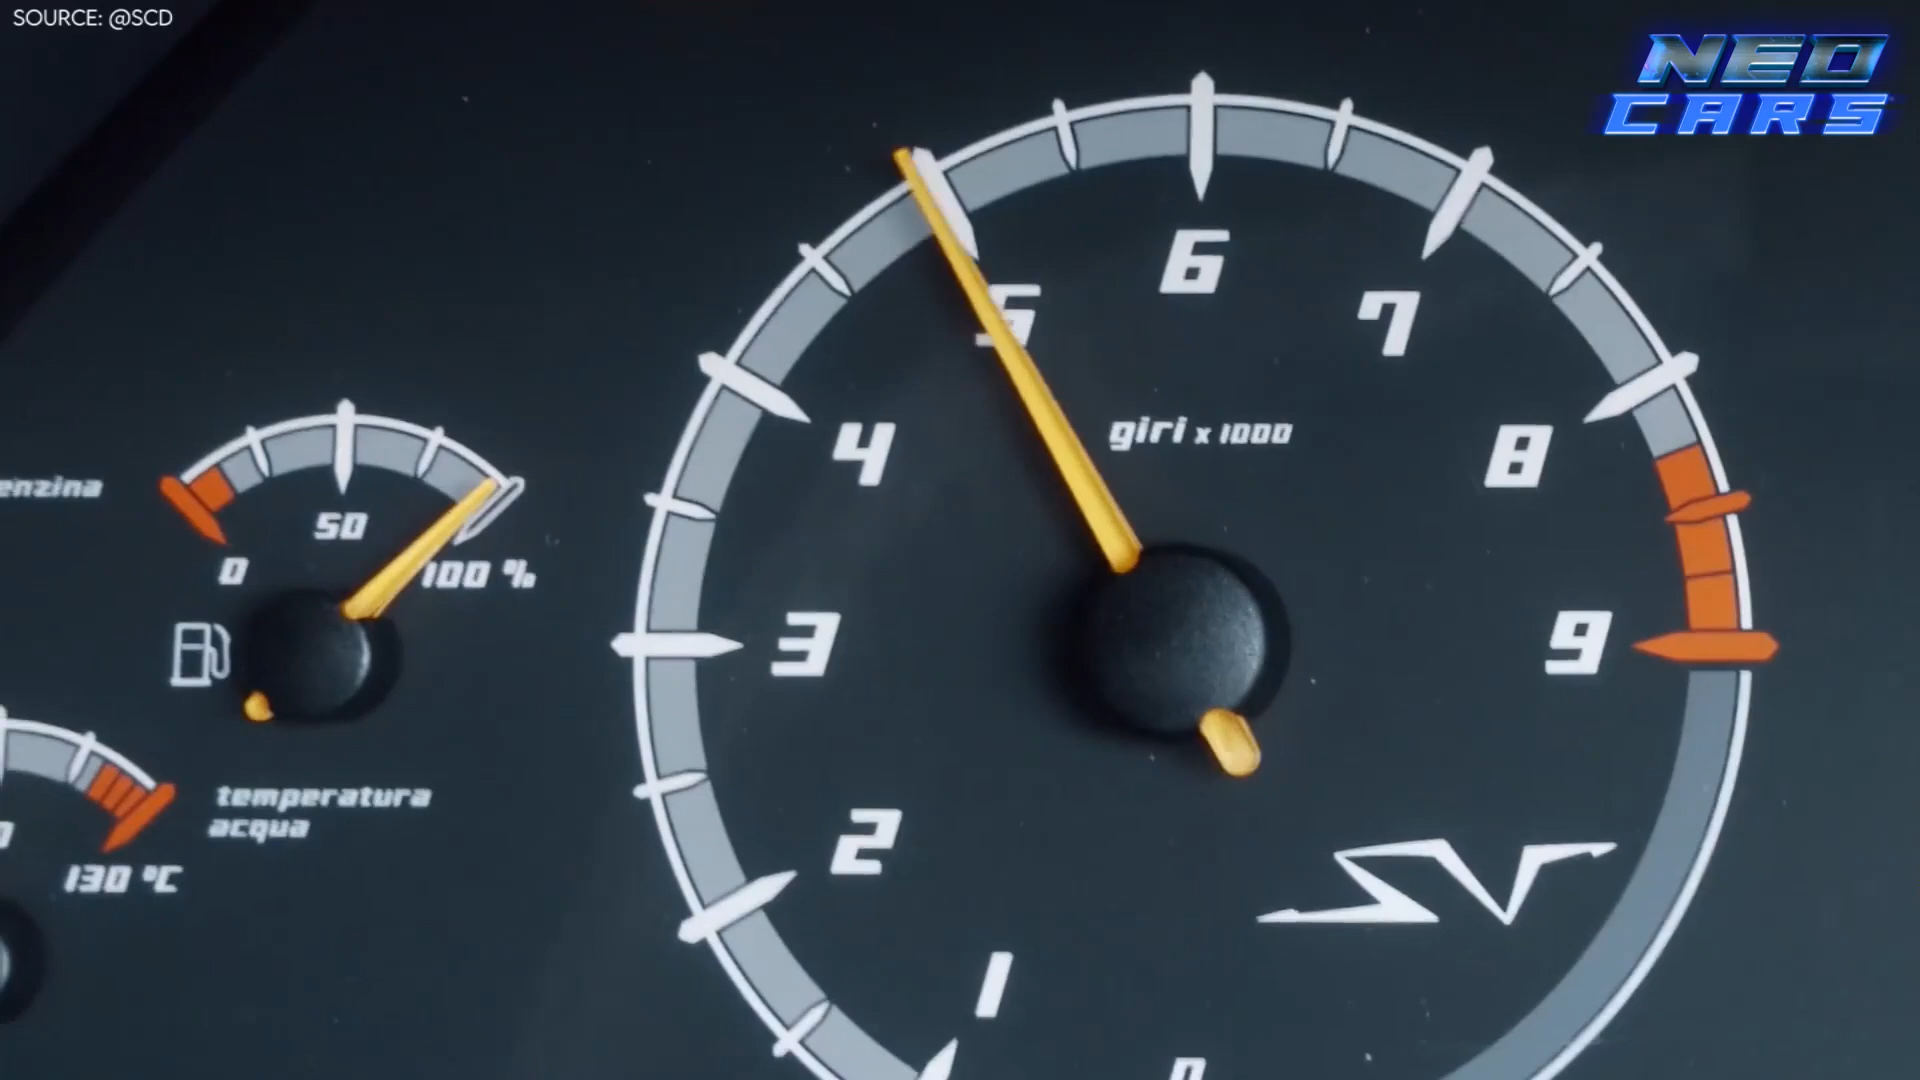 SOURCE: @SCD
NEO
CARS
6
5
7
giri x 1000
4
8
enzina
50
0
100 %
3
9
temperatura
acqua
2
130 °C
SV
1